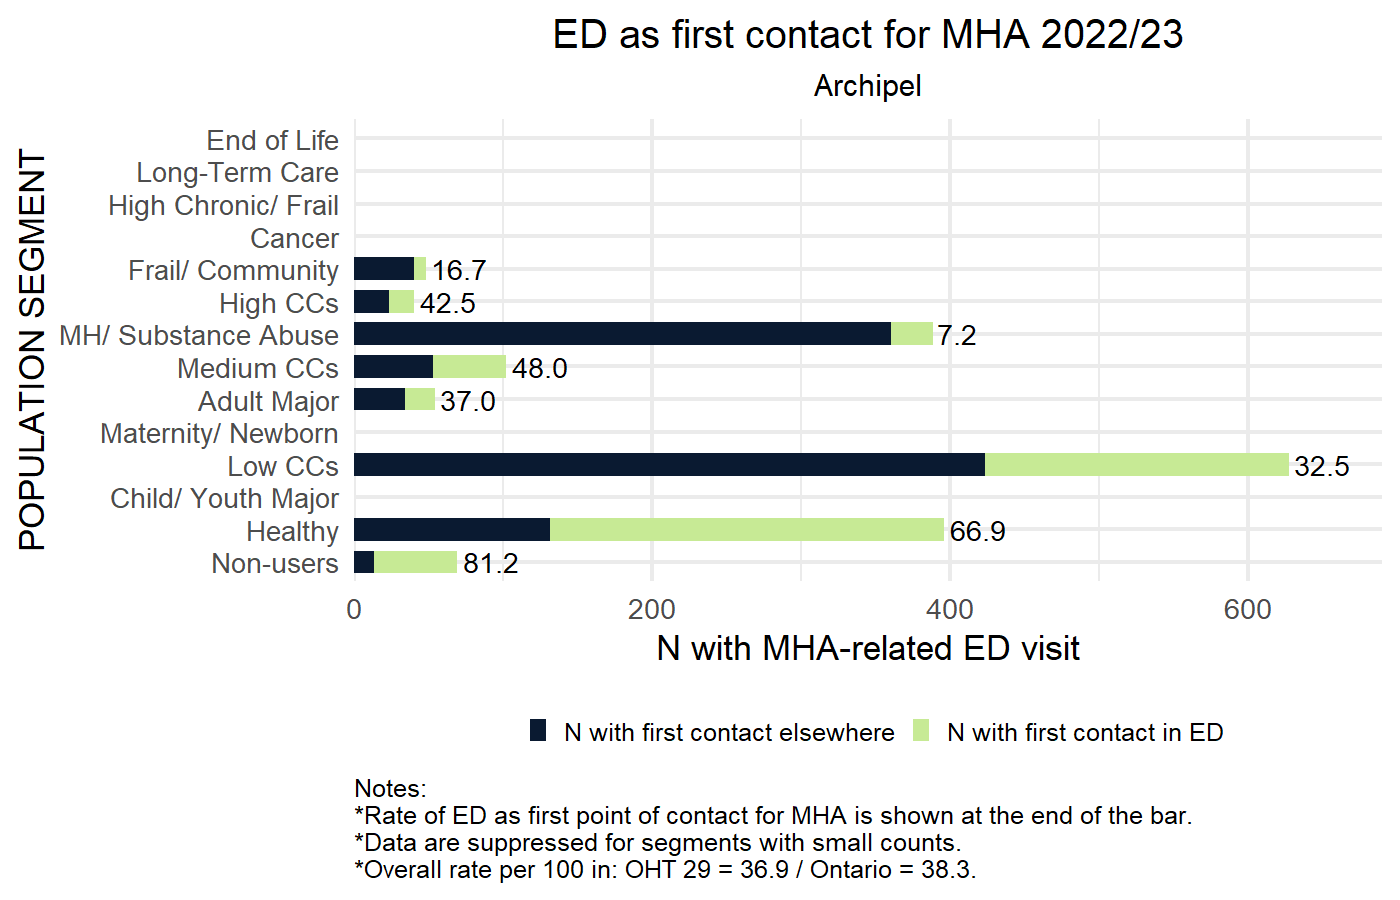 ED as first contact for MHA 2022/23
Archipel
POPULATION SEGMENT
End of Life
Long-Term Care
High Chronic/ Frail
Cancer
Frail/ Community 16.7
High CCs 42.5
MH/ Substance Abuse 7.2
Medium CCs 48.0
Adult Major 37.0
Maternity/ Newborn
Low CCs 32.5
Child/ Youth Major
Healthy 66.9
Non-users 81.2
0 200 400 600
N with MHA-related ED visit
N with first contact elsewhere N with first contact in ED
Notes:
*Rate of ED as first point of contact for MHA is shown at the end of the bar.
*Data are suppressed for segments with small counts.
*Overall rate per 100 in: OHT 29 = 36.9 / Ontario = 38.3.